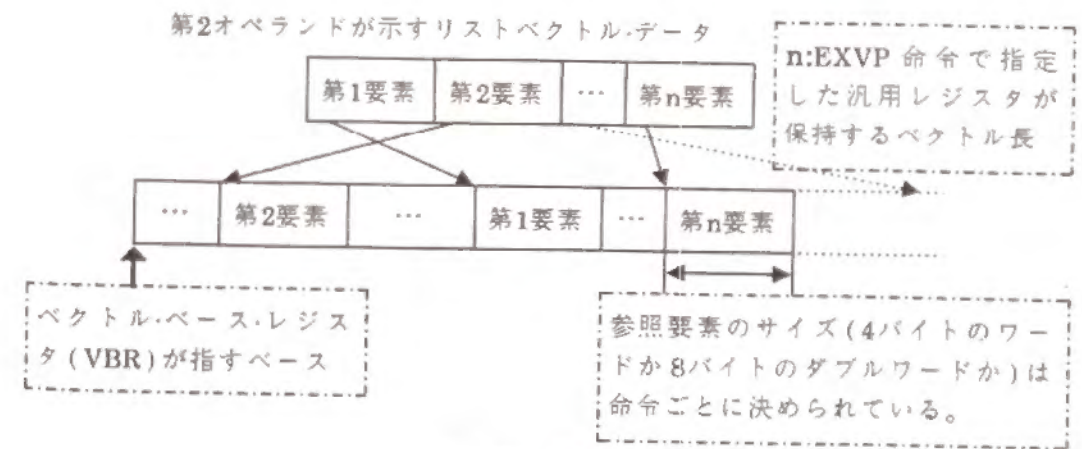 第2オペランドが示すリストベクトル·データ
第1要素 第2要素 … 第n要素
n:EXVP 命令で指定
した汎用レジスタが
保持するベクトル長
… 第2要素 … 第1要素 … 第n要素
ベクトル·ベース·レジス
タ(VBR)が指すベース
参照要素のサイズ(4バイトのワー
ドか8バイトのダブルワードか)は
命令ごとに決められている。